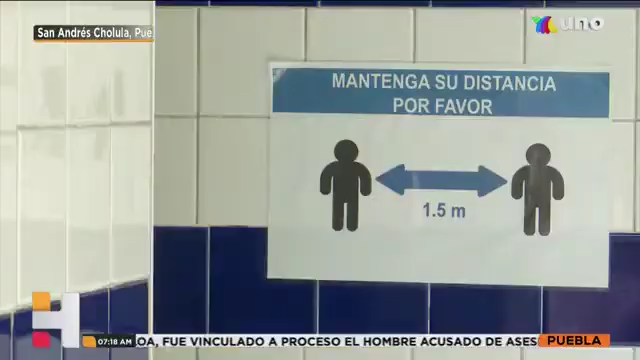 San Andrés Cholula, Pue
uno
MANTENGA SU DISTANCIA
POR FAVOR
1.5 m
H
07:18 AM
OA, FUE VINCULADO A PROCESO EL HOMBRE ACUSADO DE ASES
PUEBLA